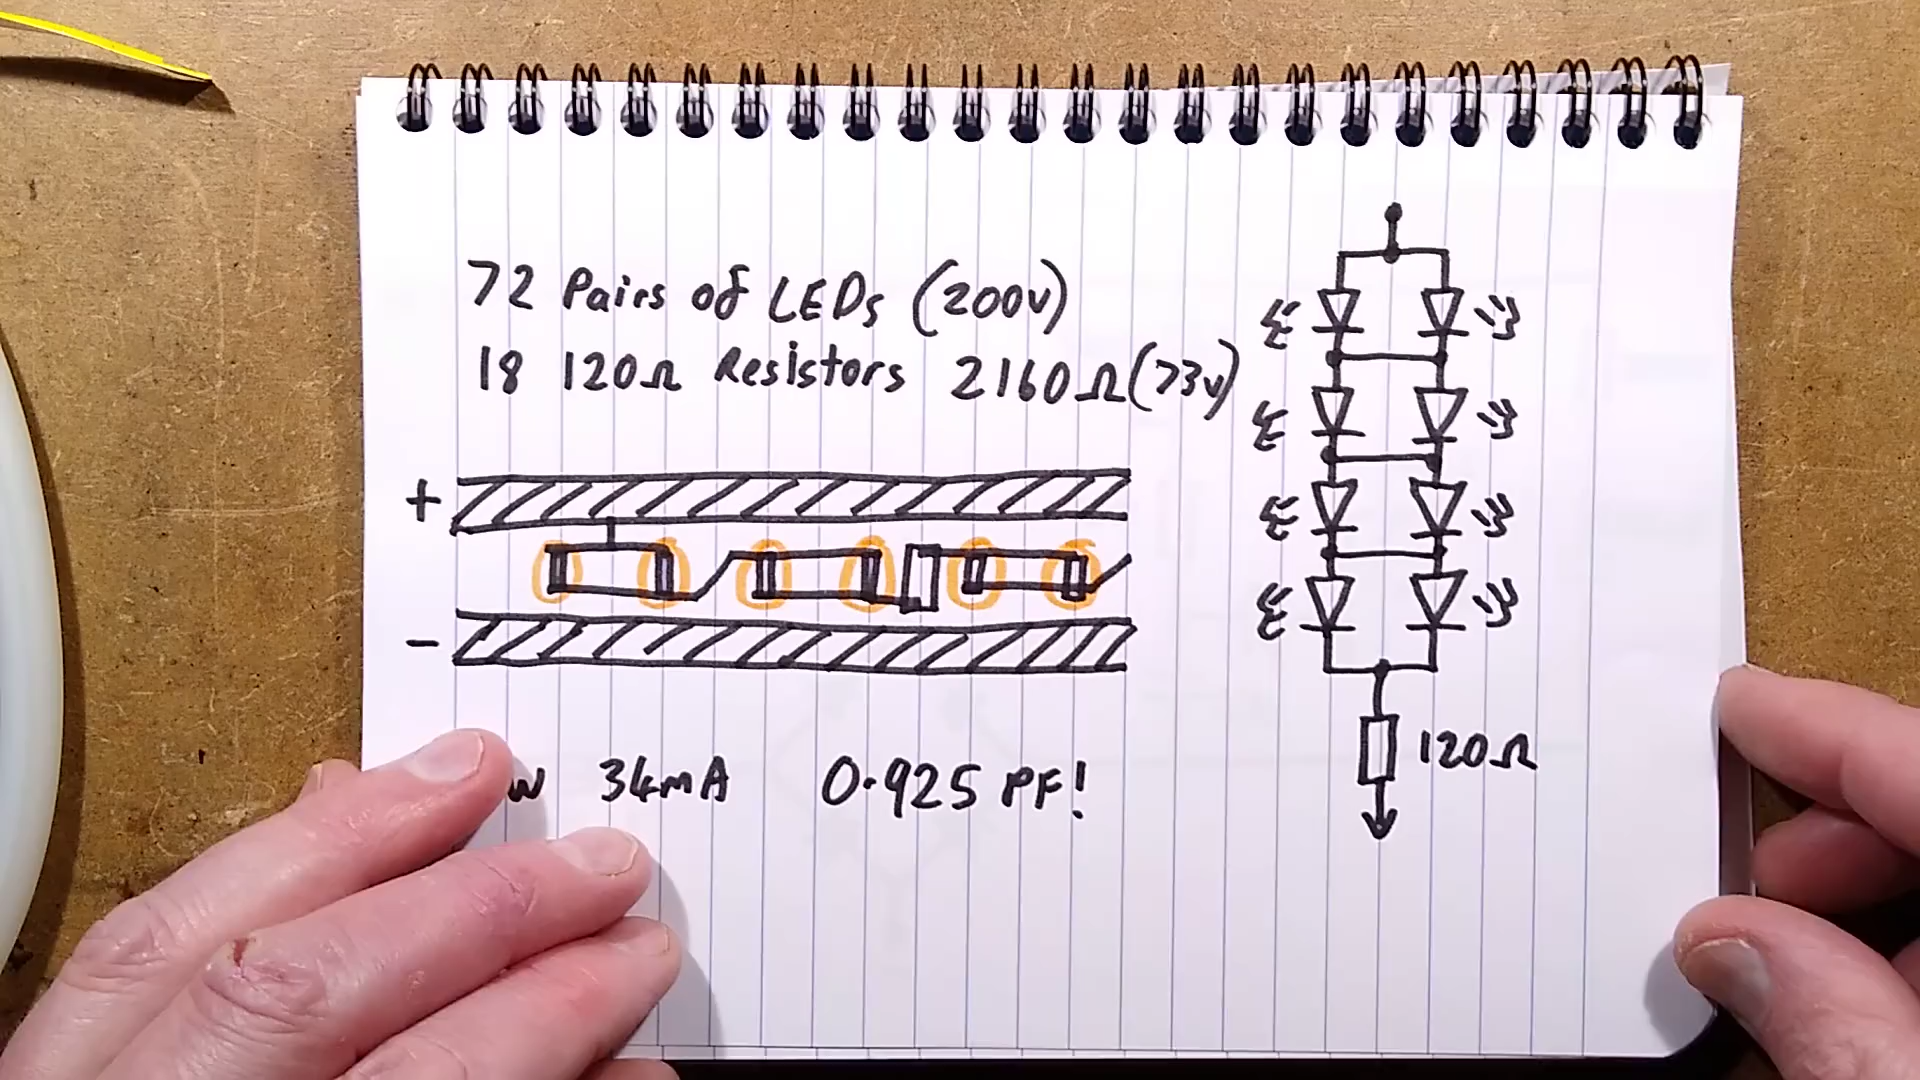 72 Pairs of LEDs (200v)
18 120Ω Resistors 2160Ω (73v)
+
-
W 34mA 0.925 PF!
120Ω